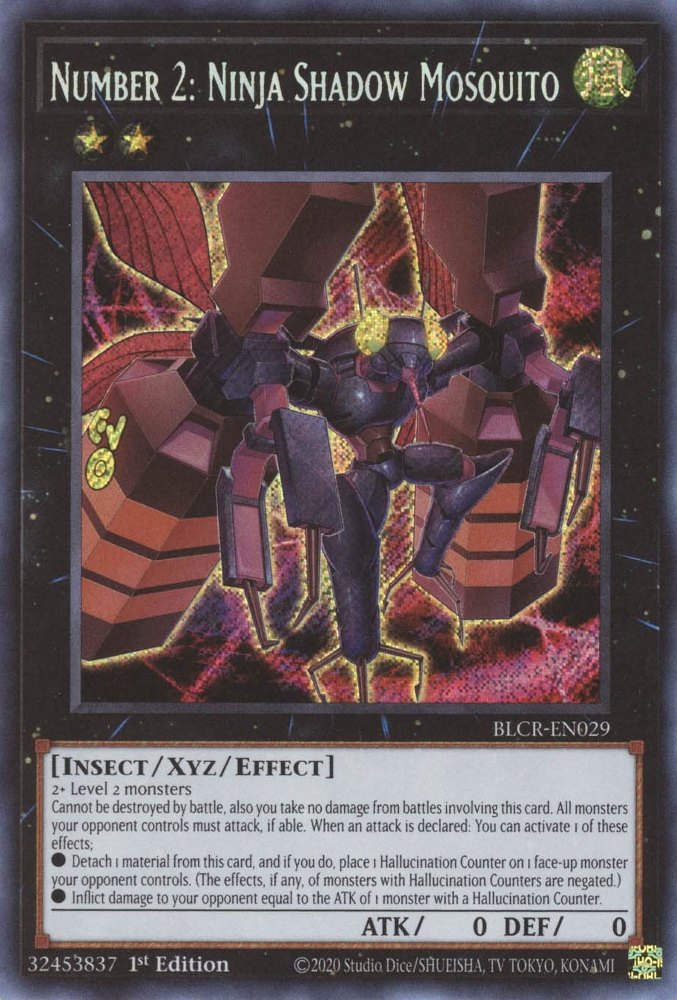 NUMBER 2: NINJA SHADOW MOSQUITO 風
BLCR-EN029
[INSECT/XYZ/EFFECT]
2+ Level 2 monsters
Cannot be destroyed by battle, also you take no damage from battles involving this card. All monsters
your opponent controls must attack, if able. When an attack is declared: You can activate 1 of these
effects;
● Detach 1 material from this card, and if you do, place 1 Hallucination Counter on 1 face-up monster
your opponent controls. (The effects, if any, of monsters with Hallucination Counters are negated.)
● Inflict damage to your opponent equal to the ATK of 1 monster with a Hallucination Counter.
ATK/ 0 DEF/ 0
32453837 1st Edition ©2020 Studio Dice/SHUEISHA, TV TOKYO, KONAMI